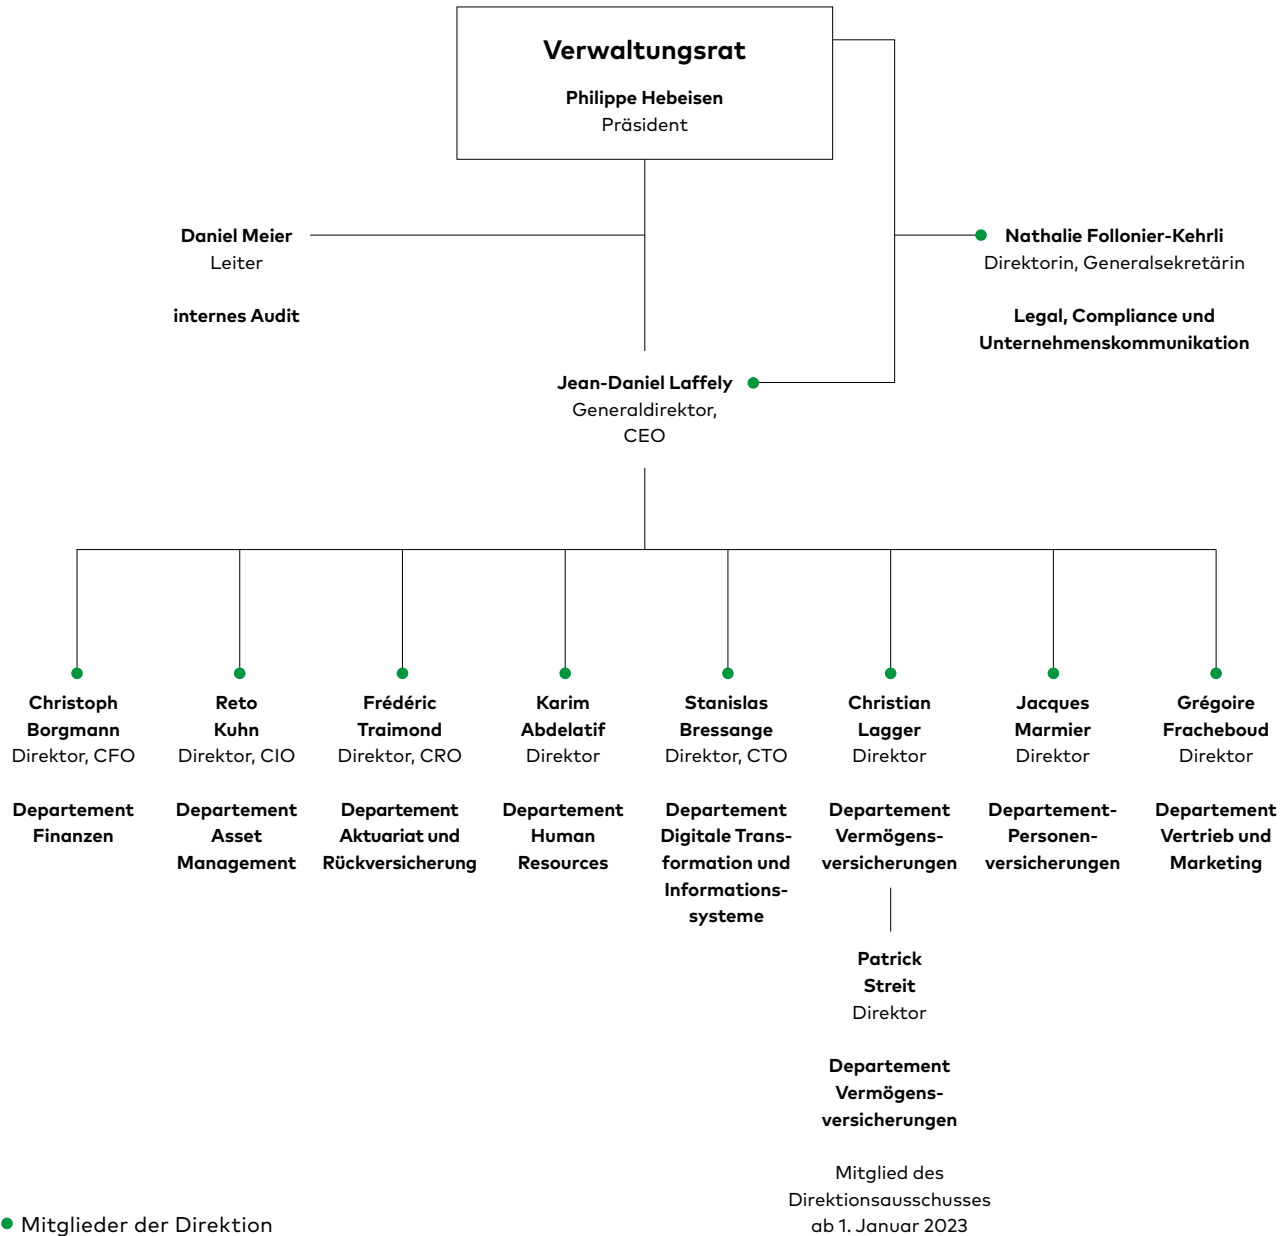 Verwaltungsrat
Philippe Hebeisen
Präsident
Daniel Meier
Leiter
internes Audit
Nathalie Follonier-Kehrli
Direktorin, Generalsekretärin
Legal, Compliance und
Unternehmenskommunikation
Jean-Daniel Laffely
Generaldirektor,
CEO
Christoph
Borgmann
Direktor, CFO
Departement
Finanzen
Reto
Kuhn
Direktor, CIO
Departement
Asset
Management
Frédéric
Traimond
Direktor, CRO
Departement
Aktuariat und
Rückversicherung
Karim
Abdelatif
Direktor
Departement
Human
Resources
Stanislas
Bressange
Direktor, CTO
Departement
Digitale Trans-
formation und
Informations-
systeme
Christian
Lagger
Direktor
Departement
Vermögens-
versicherungen
Patrick
Streit
Direktor
Departement
Vermögens-
versicherungen
Mitglied des
Direktionsausschusses
ab 1. Januar 2023
Jacques
Marmier
Direktor
Departement-
Personen-
versicherungen
Grégoire
Fracheboud
Direktor
Departement
Vertrieb und
Marketing
Mitglieder der Direktion